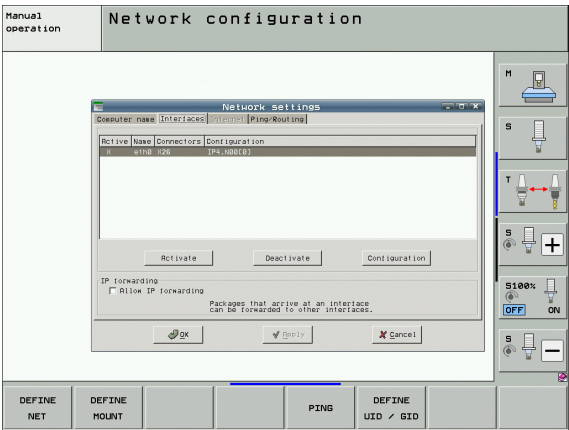 Manual
operation
Network configuration
Network settings
Computer name Interfaces Internet Ping/Routing
Active Name Connectors Configuration
X eth0 X26 IP4.N00[0]
Activate Deactivate Configuration
IP forwarding
Allow IP forwarding
Packages that arrive at an interface
can be forwarded to other interfaces.
OK Apply Cancel
M
S
T
S
S100%
OFF ON
S
DEFINE
NET
DEFINE
MOUNT
PING
DEFINE
UID / GID